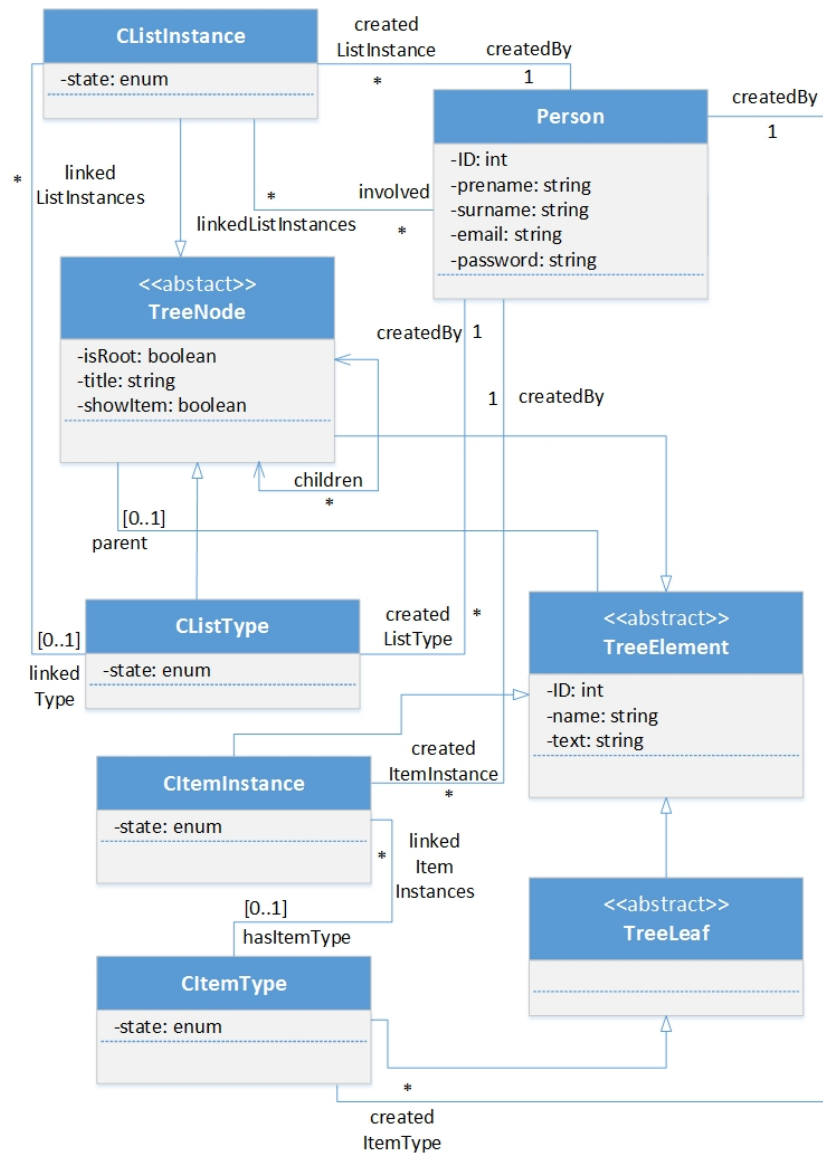 CListInstance
-state: enum
created
ListInstance
*
createdBy
1
createdBy
1
Person
-ID: int
-prename: string
-surname: string
-email: string
-password: string
*
linked
ListInstances
*
linkedListInstances
involved
*
<<abstact>>
TreeNode
-isRoot: boolean
-title: string
-showItem: boolean
children
*
createdBy
1
1
createdBy
[0..1]
parent
CListType
-state: enum
[0..1]
linked
Type
created
ListType
*
<<abstract>>
TreeElement
-ID: int
-name: string
-text: string
CItemInstance
-state: enum
created
ItemInstance
*
*
linked
Item
Instances
[0..1]
hasItemType
<<abstract>>
TreeLeaf
CItemType
-state: enum
*
created
ItemType